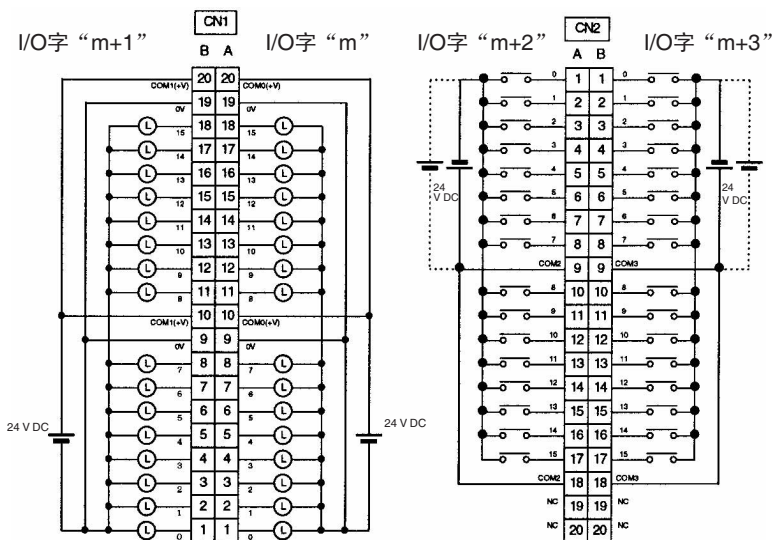 CN1
I/O字“m+1” B A I/O字“m”
COM1(+V) 20 20 COM0(+V)
0V 19 19 0V
L 15 18 18 15 L
L 14 17 17 14 L
L 13 16 16 13 L
L 12 15 15 12 L
L 11 14 14 11 L
L 10 13 13 10 L
L 9 12 12 9 L
L 8 11 11 8 L
COM1(+V) 10 10 COM0(+V)
0V 9 9 0V
L 7 8 8 7 L
L 6 7 7 6 L
L 5 6 6 5 L
L 4 5 5 4 L
L 3 4 4 3 L
L 2 3 3 2 L
L 1 2 2 1 L
L 0 1 1 0 L
24 V DC
24 V DC
CN2
I/O字“m+2” A B I/O字“m+3”
0 1 1 0
1 2 2 1
2 3 3 2
3 4 4 3
4 5 5 4
5 6 6 5
6 7 7 6
7 8 8 7
COM2 9 9 COM3
8 10 10 8
9 11 11 9
10 12 12 10
11 13 13 11
12 14 14 12
13 15 15 13
14 16 16 14
15 17 17 15
COM2 18 18 COM3
NC 19 19 NC
NC 20 20 NC
24
V DC
24
V DC